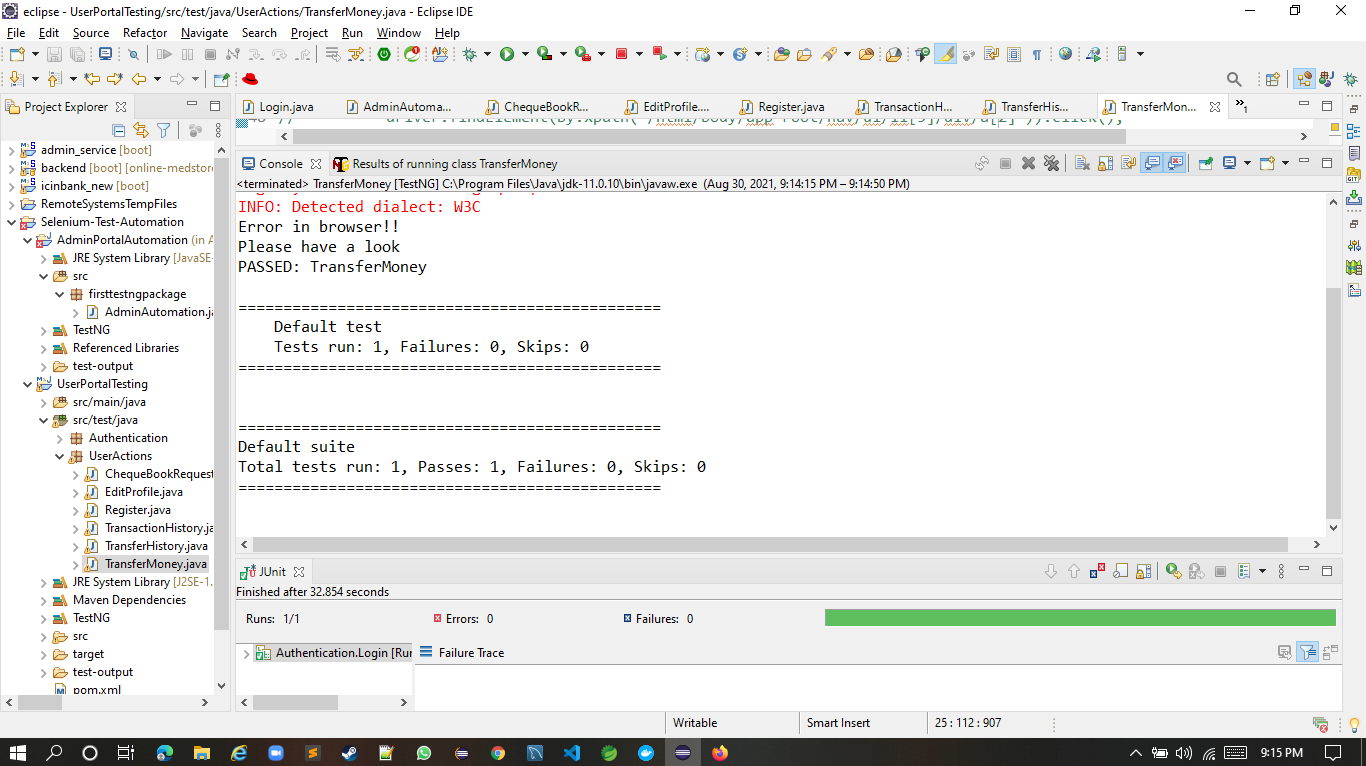 eclipse - UserPortalTesting/src/test/java/UserActions/TransferMoney.java - Eclipse IDE
File Edit Source Refactor Navigate Search Project Run Window Help
Project Explorer
Login.java AdminAutoma... ChequeBookR... EditProfile.... Register.java TransactionH... TransferHis... TransferMon... »1
admin_service [boot]
backend [boot] [online-medstore
icinbank_new [boot]
RemoteSystemsTempFiles
Selenium-Test-Automation
AdminPortalAutomation (in A
JRE System Library [JavaSE-
src
firsttestngpackage
AdminAutomation.ja
TestNG
Referenced Libraries
test-output
UserPortalTesting
src/main/java
src/test/java
Authentication
UserActions
ChequeBookRequest
EditProfile.java
Register.java
TransactionHistory.ja
TransferHistory.java
TransferMoney.java
JRE System Library [J2SE-1.
Maven Dependencies
TestNG
src
target
test-output
pom.xml
Console Results of running class TransferMoney
<terminated> TransferMoney [TestNG] C:\Program Files\Java\jdk-11.0.10\bin\javaw.exe (Aug 30, 2021, 9:14:15 PM – 9:14:50 PM)
INFO: Detected dialect: W3C
Error in browser!!
Please have a look
PASSED: TransferMoney
===============================================
Default test
Tests run: 1, Failures: 0, Skips: 0
===============================================
===============================================
Default suite
Total tests run: 1, Passes: 1, Failures: 0, Skips: 0
===============================================
JUnit
Finished after 32.854 seconds
Runs: 1/1 Errors: 0 Failures: 0
Authentication.Login [Run Failure Trace
Writable Smart Insert 25 : 112 : 907
9:15 PM